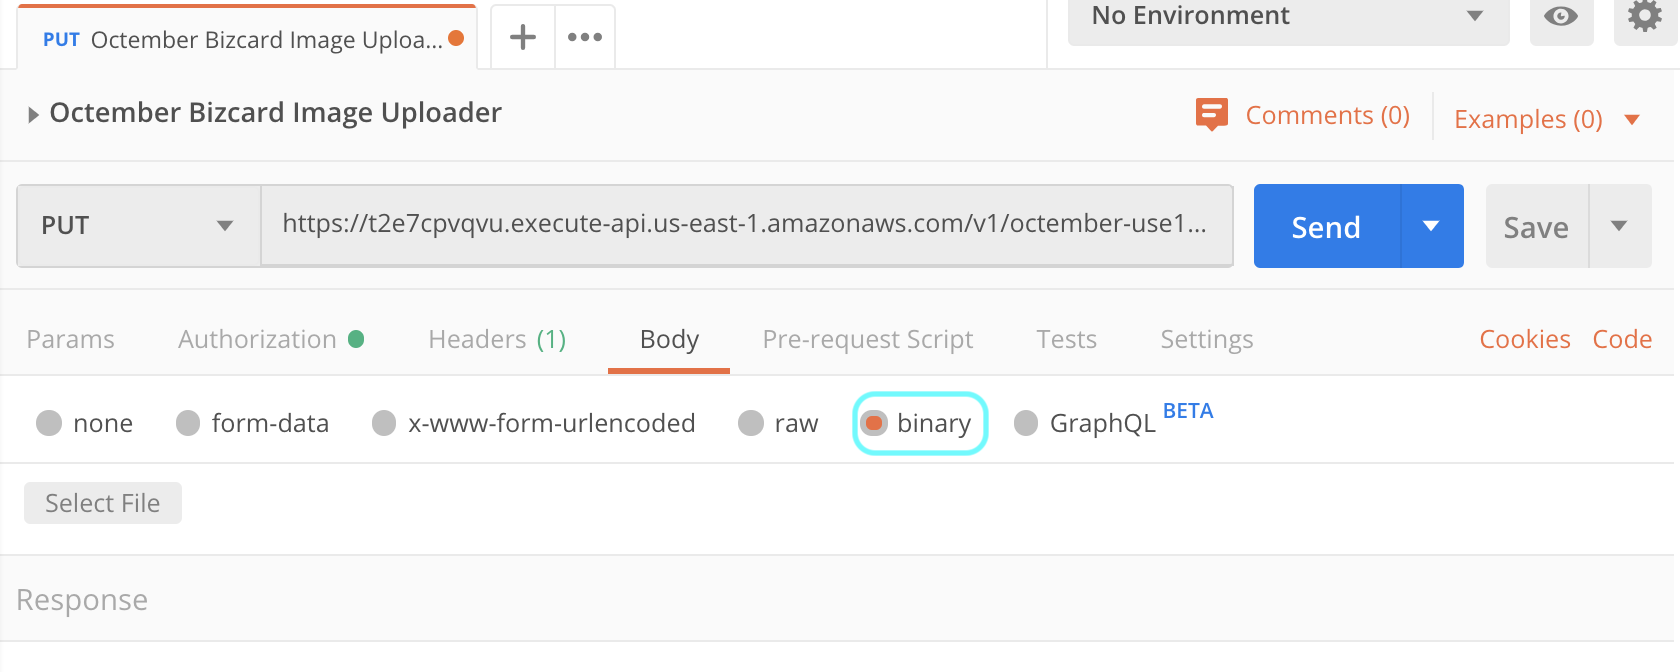 PUT Octember Bizcard Image Uploa... No Environment
Octember Bizcard Image Uploader Comments (0) Examples (0)
PUT https://t2e7cpvqvu.execute-api.us-east-1.amazonaws.com/v1/octember-use1... Send Save
Params Authorization Headers (1) Body Pre-request Script Tests Settings Cookies Code
none form-data x-www-form-urlencoded raw binary GraphQL BETA
Select File
Response